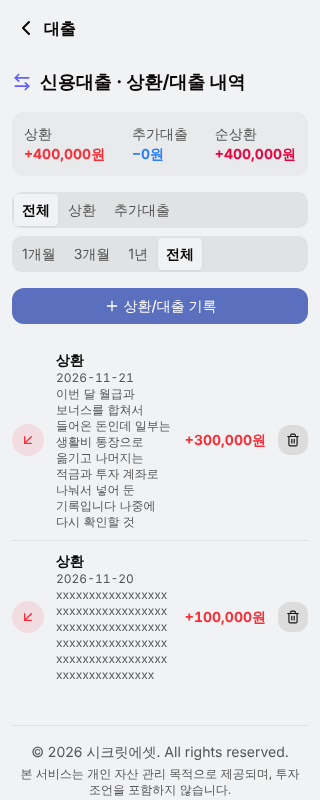 대출
신용대출 · 상환/대출 내역
상환 추가대출 순상환
+400,000원 −0원 +400,000원
전체 상환 추가대출
1개월 3개월 1년 전체
+ 상환/대출 기록
상환
2026-11-21
이번 달 월급과
보너스를 합쳐서
들어온 돈인데 일부는
생활비 통장으로
옮기고 나머지는
적금과 투자 계좌로
나눠서 넣어 둔
기록입니다 나중에
다시 확인할 것
+300,000원
상환
2026-11-20
xxxxxxxxxxxxxxxxx
xxxxxxxxxxxxxxxxx
xxxxxxxxxxxxxxxxx
xxxxxxxxxxxxxxxxx
xxxxxxxxxxxxxxxxx
xxxxxxxxxxxxxxx
+100,000원
© 2026 시크릿에셋. All rights reserved.
본 서비스는 개인 자산 관리 목적으로 제공되며, 투자
조언을 포함하지 않습니다.